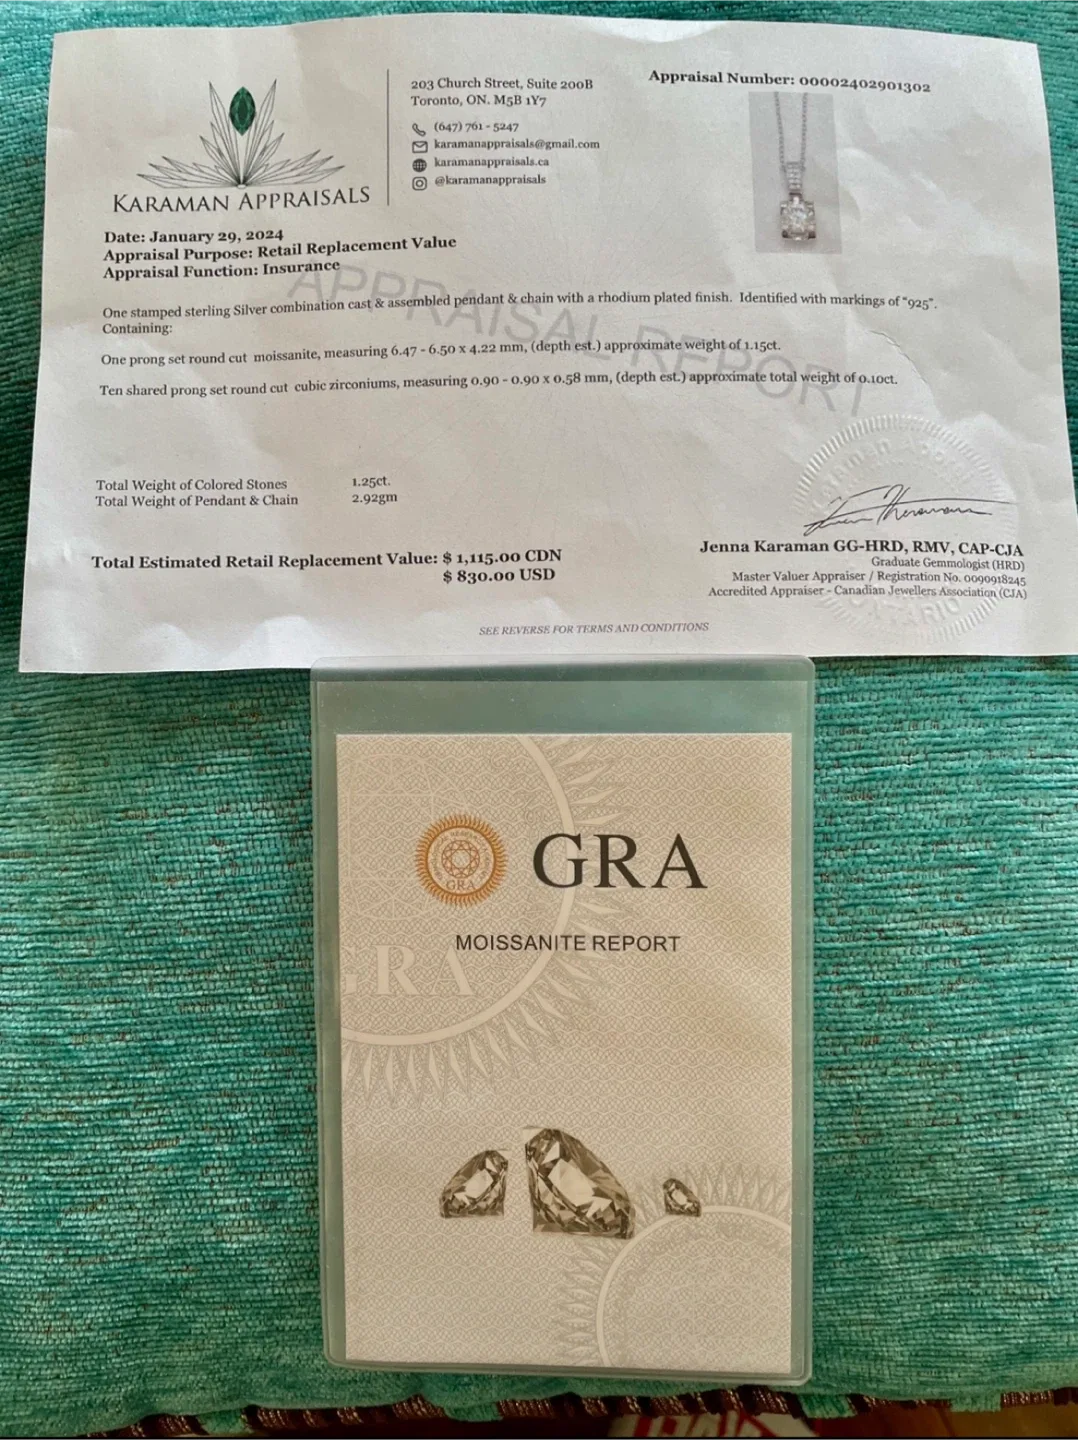 KARAMAN APPRAISALS
203 Church Street, Suite 200B
Toronto, ON. M5B 1Y7
(647) 761 - 5247
karamanappraisals@gmail.com
karamanappraisals.ca
@karamanappraisals
Appraisal Number: 00002402901302
Date: January 29, 2024
Appraisal Purpose: Retail Replacement Value
Appraisal Function: Insurance
APPRAISAL REPORT
One stamped sterling Silver combination cast & assembled pendant & chain with a rhodium plated finish. Identified with markings of "925".
Containing:
One prong set round cut moissanite, measuring 6.47 - 6.50 x 4.22 mm, (depth est.) approximate weight of 1.15ct.
Ten shared prong set round cut cubic zirconiums, measuring 0.90 - 0.90 x 0.58 mm, (depth est.) approximate total weight of 0.10ct.
Total Weight of Colored Stones 1.25ct.
Total Weight of Pendant & Chain 2.92gm
Total Estimated Retail Replacement Value: $ 1,115.00 CDN
$ 830.00 USD
Jenna Karaman GG-HRD, RMV, CAP-CJA
Graduate Gemmologist (HRD)
Master Valuer Appraiser / Registration No. 0090918245
Accredited Appraiser - Canadian Jewellers Association (CJA)
ONTARIO
SEE REVERSE FOR TERMS AND CONDITIONS
GRA
GRA
MOISSANITE REPORT
GRA